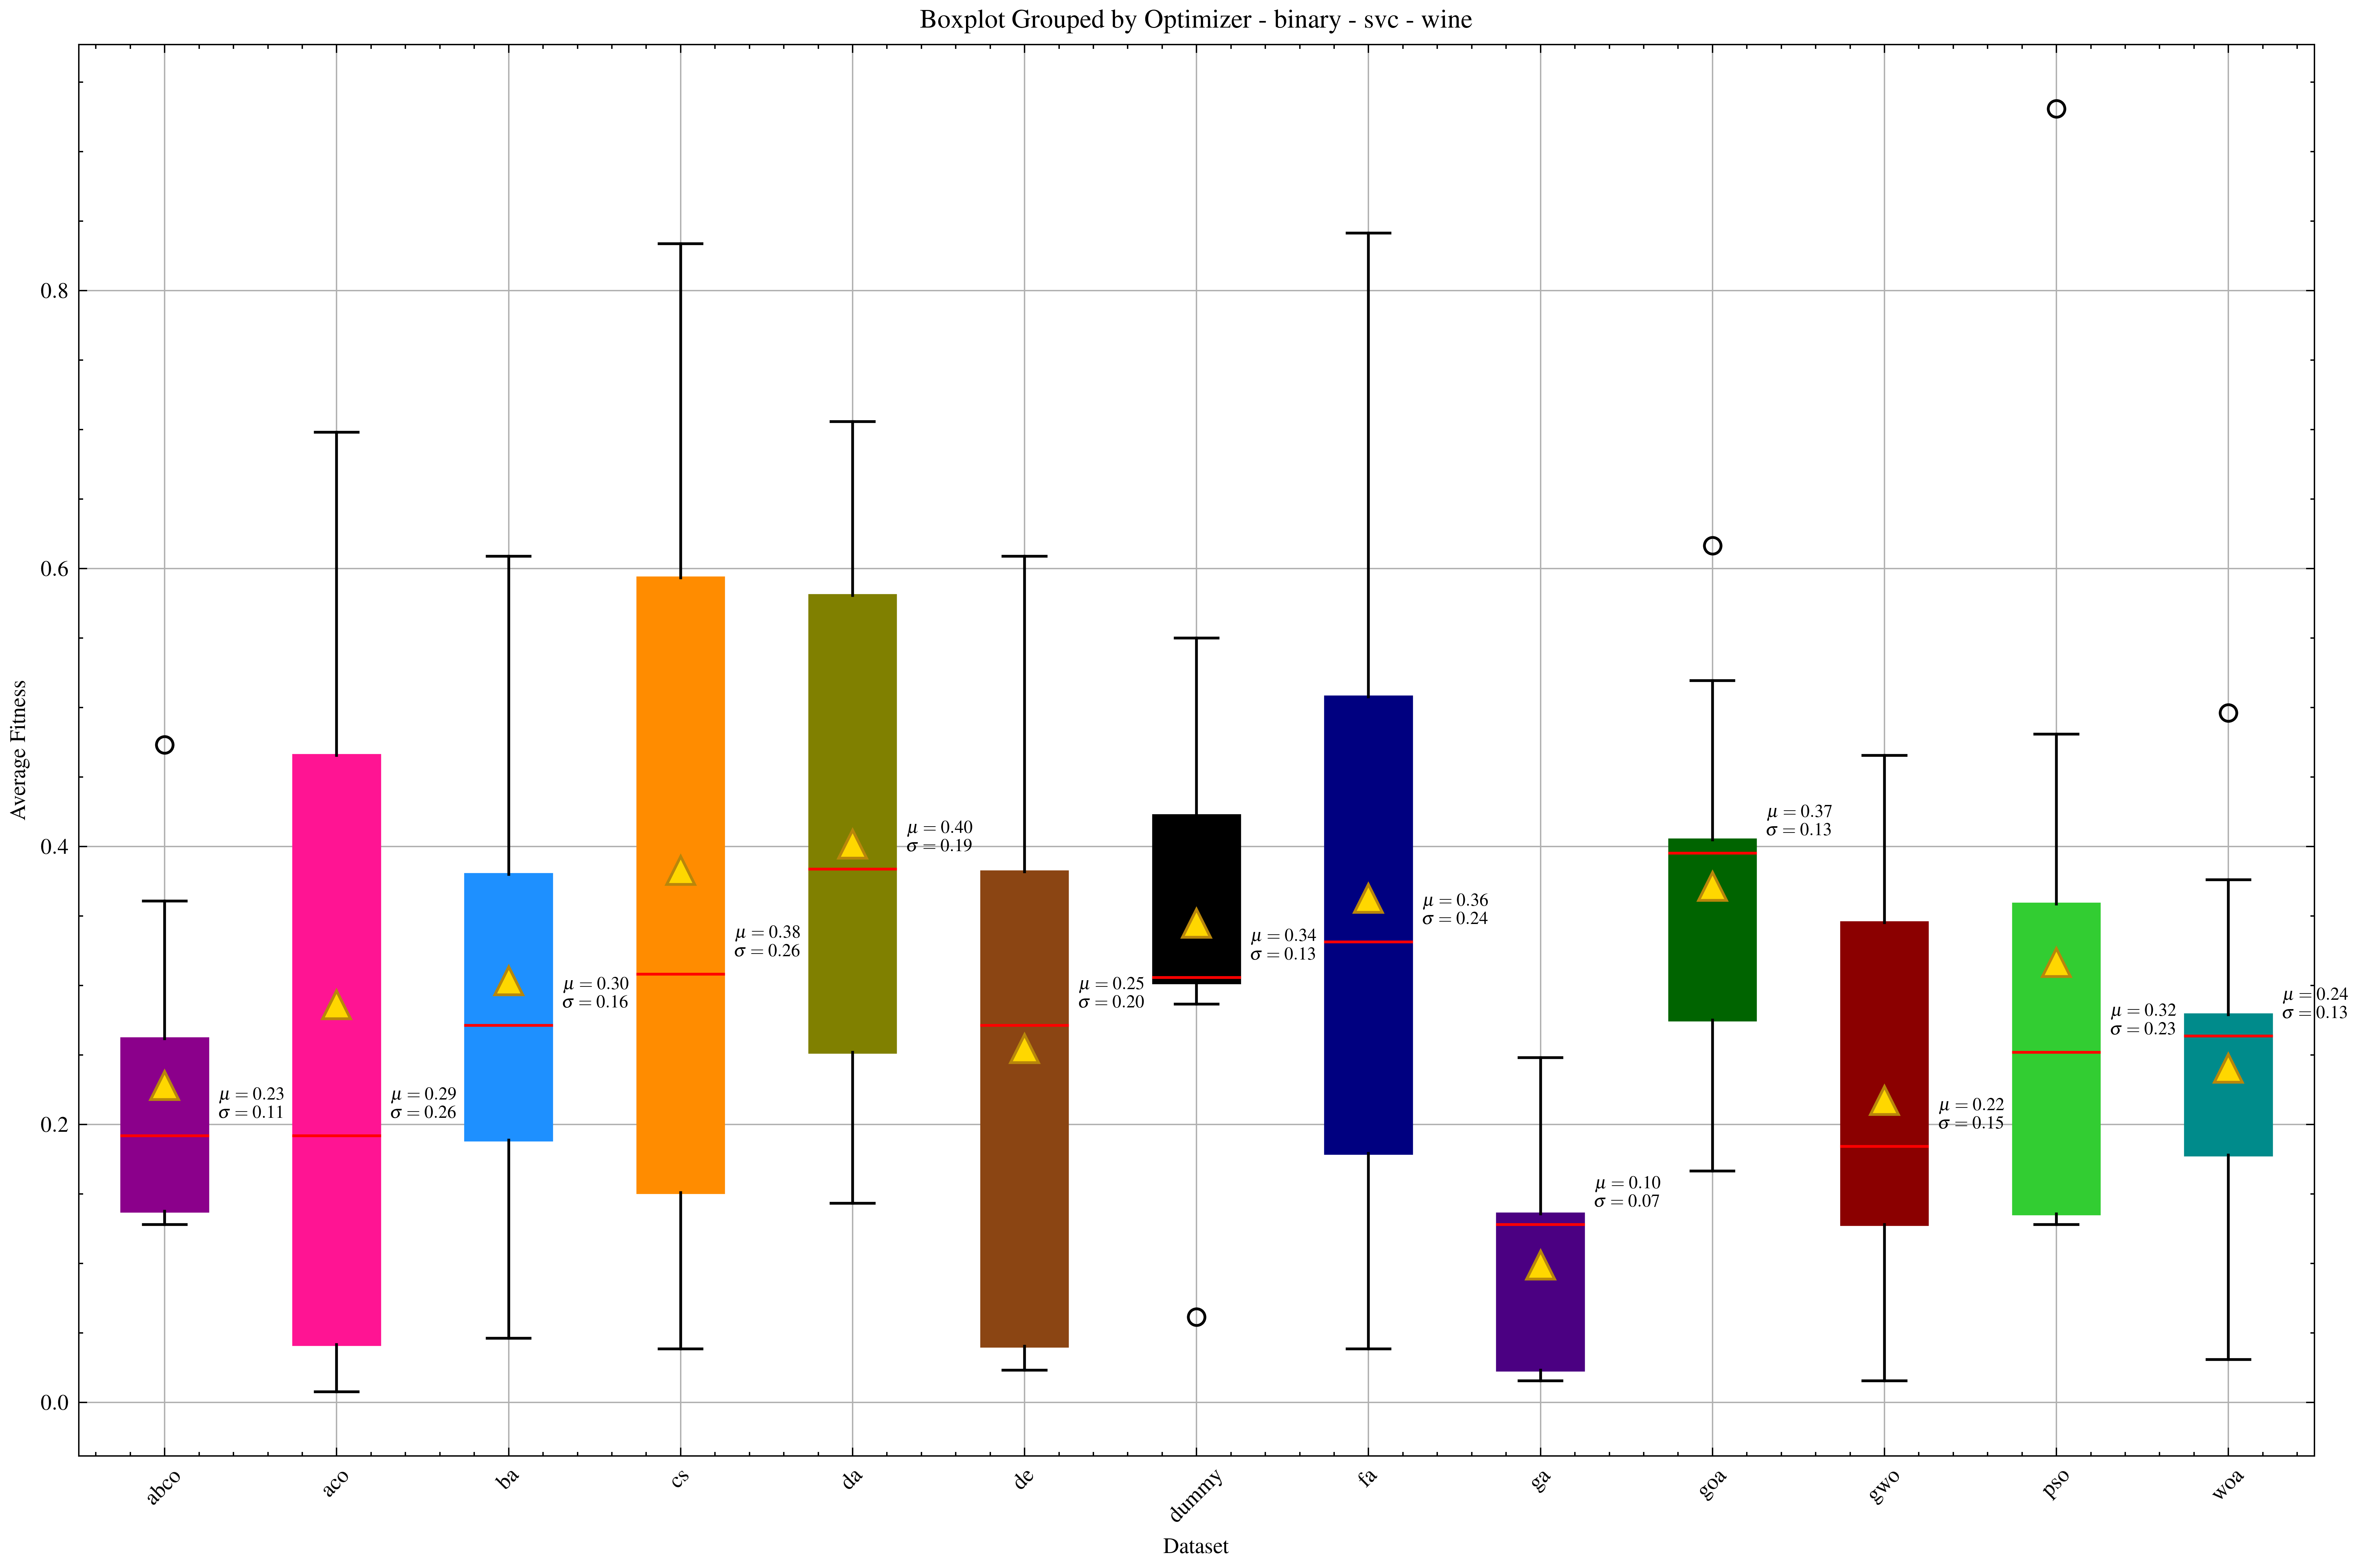 Boxplot Grouped by Optimizer - binary - svc - wine
Average Fitness
0.8
0.6
0.4
0.2
0.0
μ = 0.23
σ = 0.11
μ = 0.29
σ = 0.26
μ = 0.30
σ = 0.16
μ = 0.38
σ = 0.26
μ = 0.40
σ = 0.19
μ = 0.25
σ = 0.20
μ = 0.34
σ = 0.13
μ = 0.36
σ = 0.24
μ = 0.10
σ = 0.07
μ = 0.37
σ = 0.13
μ = 0.22
σ = 0.15
μ = 0.32
σ = 0.23
μ = 0.24
σ = 0.13
abco
aco
ba
cs
da
de
dummy
fa
ga
goa
gwo
pso
woa
Dataset